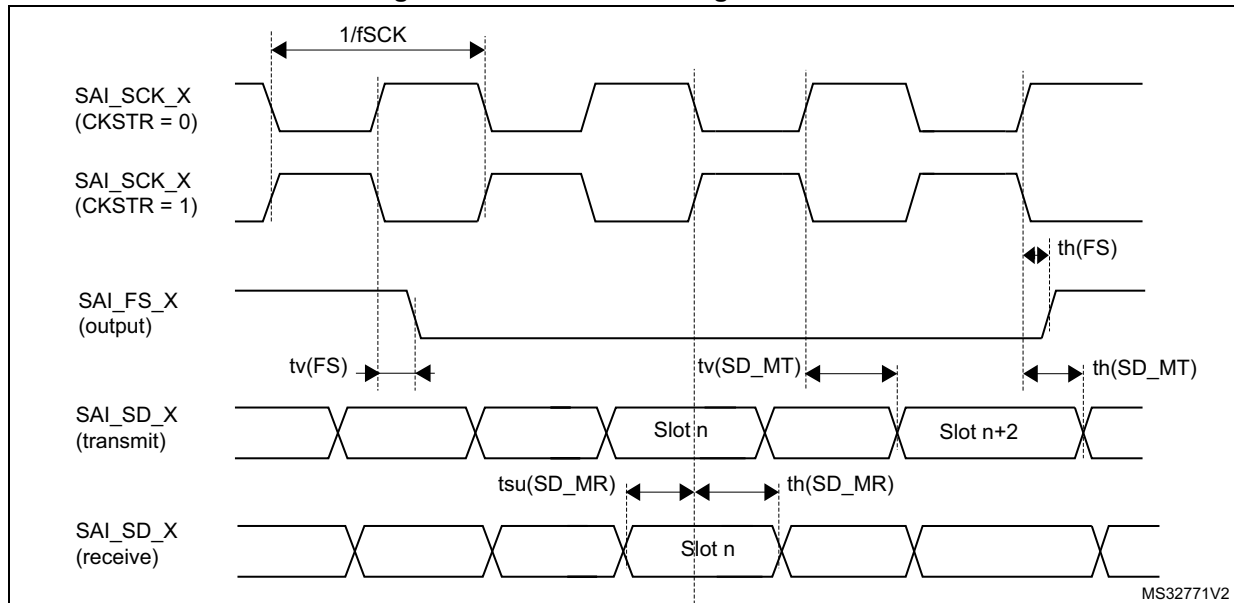 1/fSCK
SAI_SCK_X
(CKSTR = 0)
SAI_SCK_X
(CKSTR = 1)
th(FS)
SAI_FS_X
(output)
tv(FS)
tv(SD_MT)
th(SD_MT)
SAI_SD_X
(transmit)
Slot n
Slot n+2
tsu(SD_MR)
th(SD_MR)
SAI_SD_X
(receive)
Slot n
MS32771V2